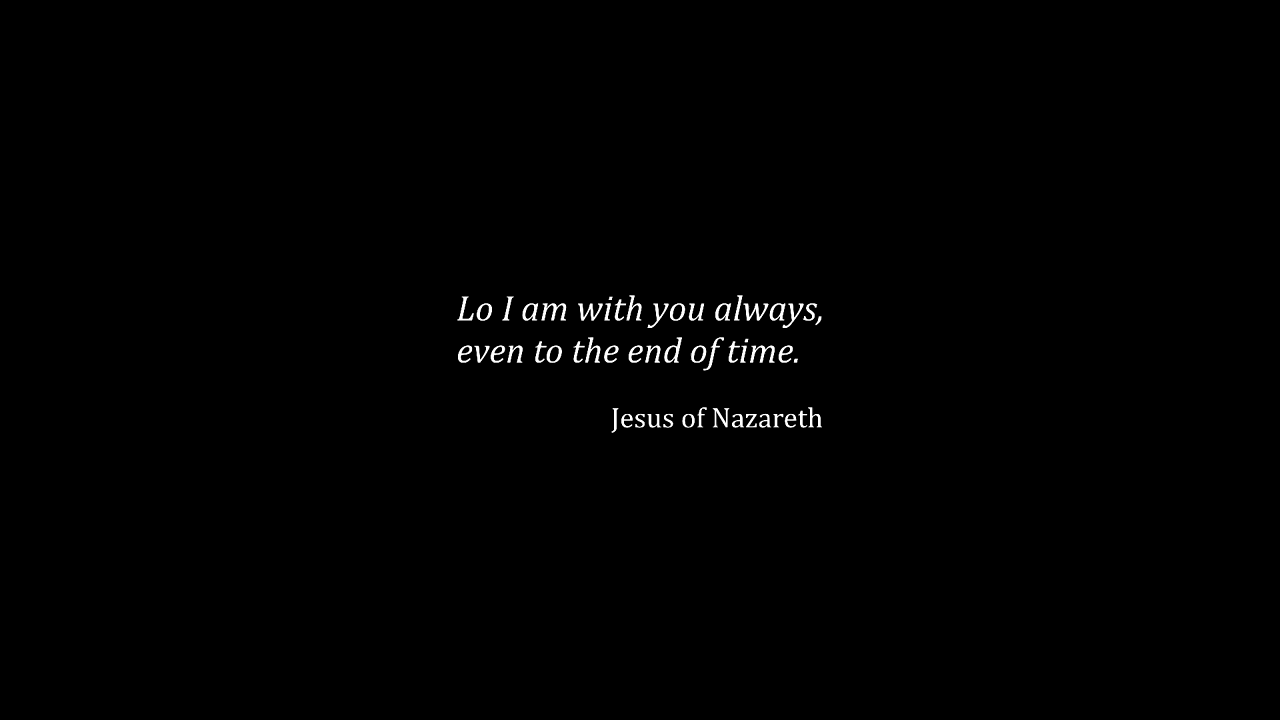 Lo I am with you always,
even to the end of time.
Jesus of Nazareth